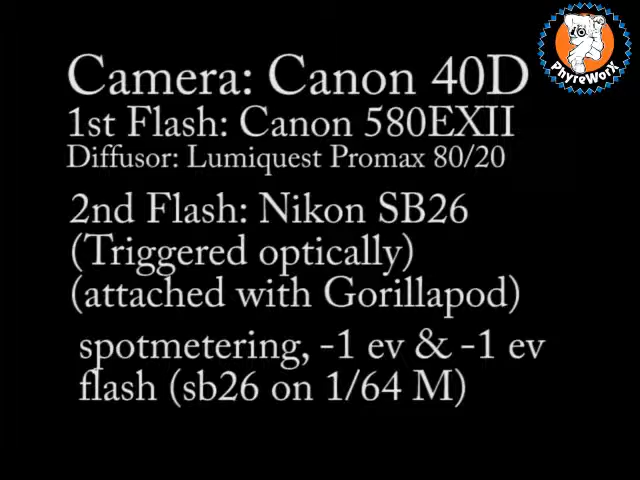 PhyreWorX
Camera: Canon 40D
1st Flash: Canon 580EXII
Diffusor: Lumiquest Promax 80/20
2nd Flash: Nikon SB26
(Triggered optically)
(attached with Gorillapod)
spotmetering, -1 ev & -1 ev
flash (sb26 on 1/64 M)